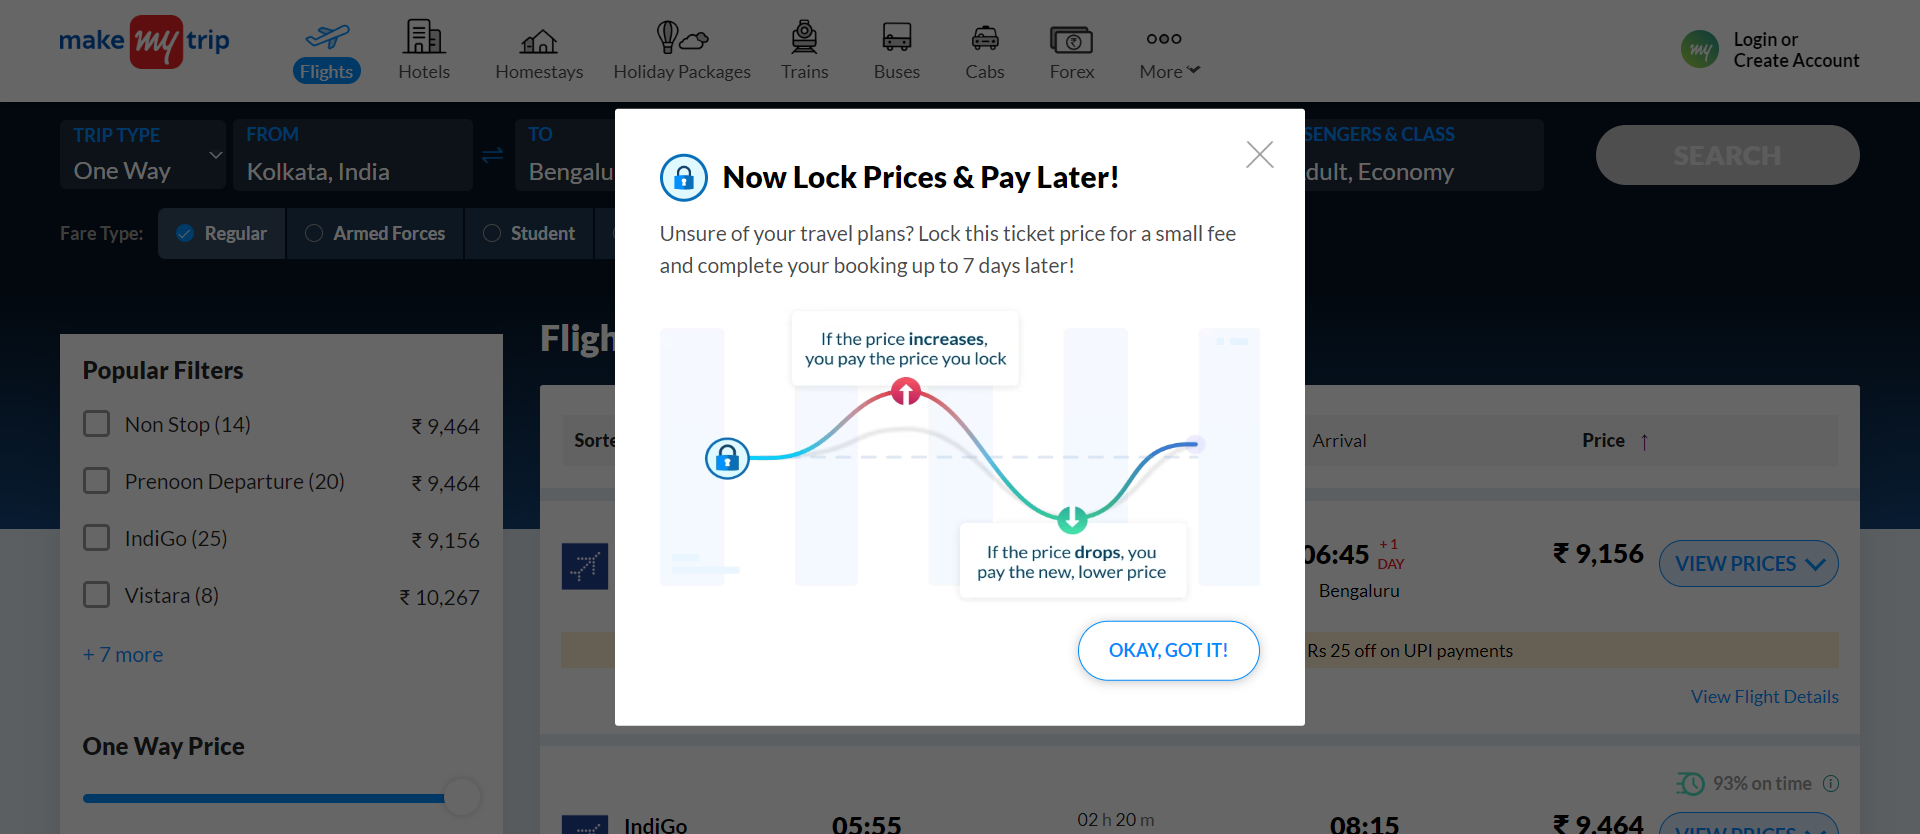 make my trip
Flights
Hotels
Homestays
Holiday Packages
Trains
Buses
Cabs
Forex
More
my
Login or
Create Account
TRIP TYPE
One Way
FROM
Kolkata, India
TO
PASSENGERS & CLASS
Economy
SEARCH
Fare Type:
Regular
Armed Forces
Student
Now Lock Prices & Pay Later!
Unsure of your travel plans? Lock this ticket price for a small fee
and complete your booking up to 7 days later!
If the price increases,
you pay the price you lock
If the price drops, you
pay the new, lower price
OKAY, GOT IT!
Popular Filters
Non Stop (14) ₹ 9,464
Prenoon Departure (20) ₹ 9,464
IndiGo (25) ₹ 9,156
Vistara (8) ₹ 10,267
+ 7 more
One Way Price
Arrival
Price ↑
06:45 +1
DAY
Bengaluru
₹ 9,156
VIEW PRICES
Rs 25 off on UPI payments
View Flight Details
93% on time
IndiGo
05:55
02 h 20 m
08:15
₹ 9,464
VIEW PRICES